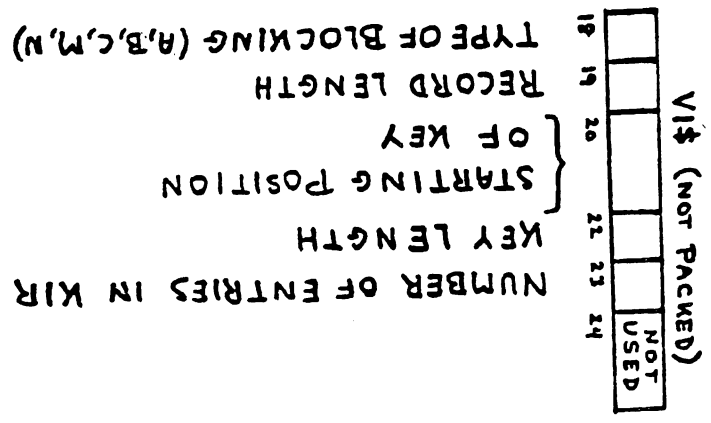 VI$ (NOT PACKED)
18
TYPE OF BLOCKING (A,B,C,M,N)
19
RECORD LENGTH
20
STARTING POSITION
OF KEY
22
KEY LENGTH
23
NUMBER OF ENTRIES IN KIR
24
NOT
USED